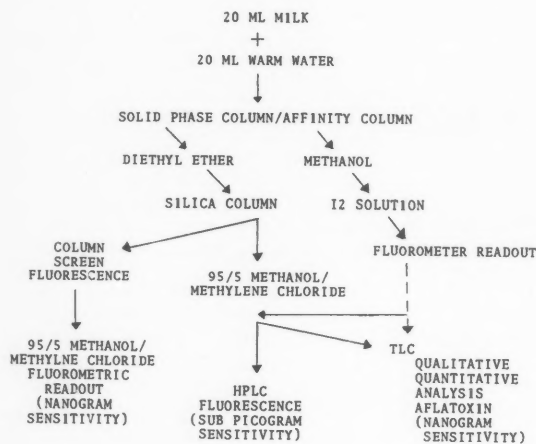 20 ML MILK
+
20 ML WARM WATER
SOLID PHASE COLUMN/AFFINITY COLUMN
DIETHYL ETHER
METHANOL
SILICA COLUMN
I2 SOLUTION
COLUMN
SCREEN
FLUORESCENCE
FLUOROMETER READOUT
95/5 METHANOL/
METHYLENE CHLORIDE
95/5 METHANOL/
METHYLNE CHLORIDE
FLUOROMETRIC
READOUT
(NANOGRAM
SENSITIVITY)
HPLC
FLUORESCENCE
(SUB PICOGRAM
SENSITIVITY)
TLC
QUALITATIVE
QUANTITATIVE
ANALYSIS
AFLATOXIN
(NANOGRAM
SENSITIVITY)